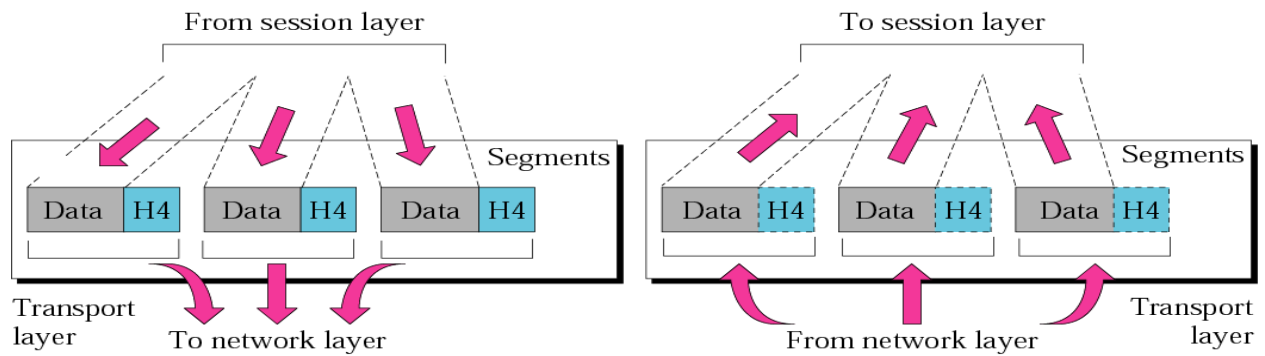 From session layer
Segments
Data H4 Data H4 Data H4
Transport
layer
To network layer
To session layer
Segments
Data H4 Data H4 Data H4
From network layer
Transport
layer